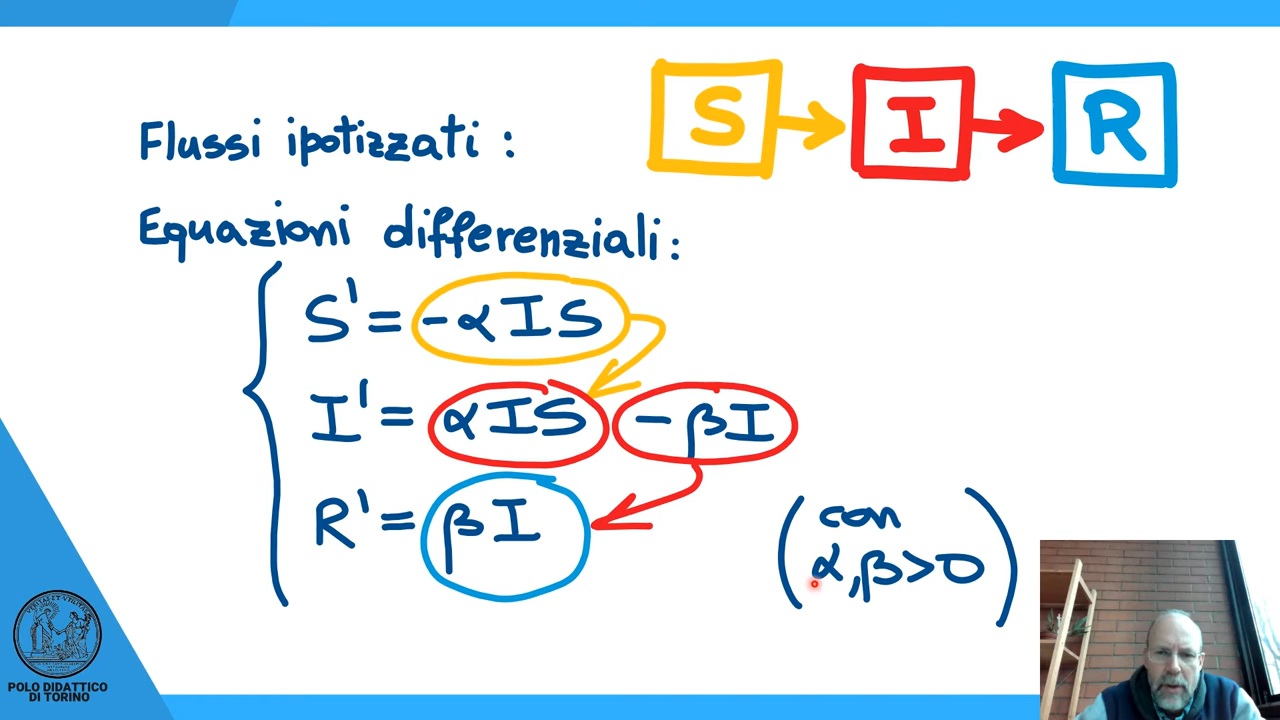 S → I → R
Flussi ipotizzati :
Equazioni differenziali :
S' = -αIS
I' = αIS -βI
R' = βI
(con
α,β>0)
POLO DIDATTICO
DI TORINO